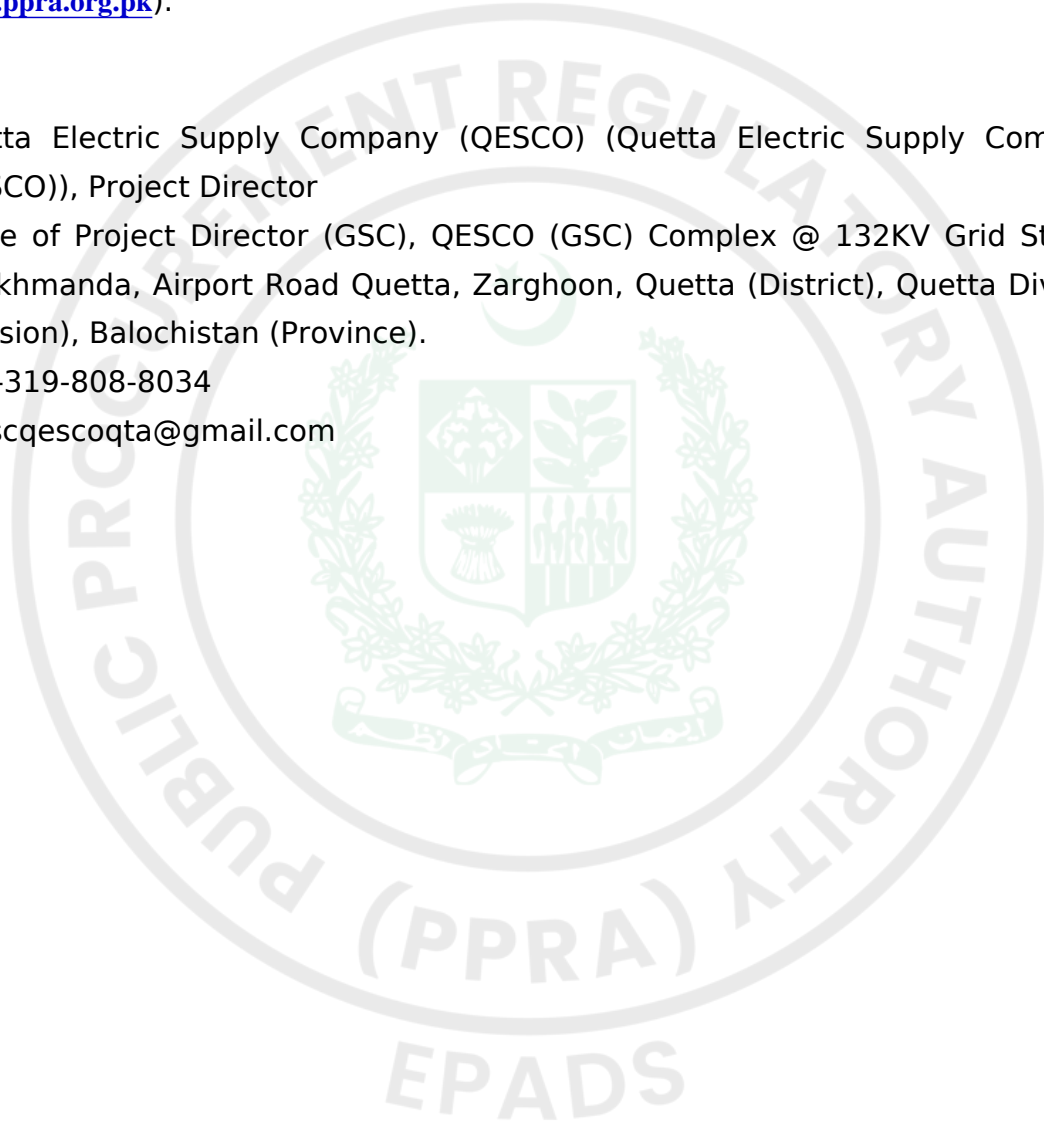 .ppra.org.pk).
tta Electric Supply Company (QESCO) (Quetta Electric Supply Com
SCO)), Project Director
e of Project Director (GSC), QESCO (GSC) Complex @ 132KV Grid St
khmanda, Airport Road Quetta, Zarghoon, Quetta (District), Quetta Div
sion), Balochistan (Province).
-319-808-8034
scqescoqta@gmail.com
PUBLIC PROCUREMENT REGULATORY AUTHORITY
(PPRA)
EPADS